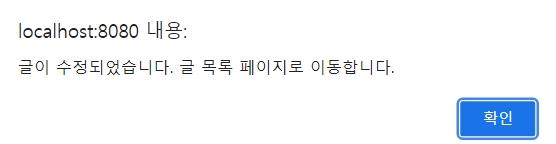 localhost:8080 내용:
글이 수정되었습니다. 글 목록 페이지로 이동합니다.
확인